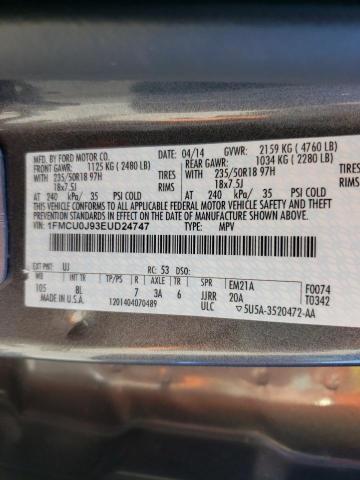 MFD. BY FORD MOTOR CO. 04/14 GVWR: 2159 KG (4760 LB)
FRONT GAWR: 1125 KG (2480 LB) REAR GAWR: 1034 KG (2280 LB)
WITH 235/50R18 97H TIRES WITH 235/50R18 97H TIRES
18x7.5J RIMS 18x7.5J RIMS
AT 240 kPa/ 35 PSI COLD AT 240 kPa/ 35 PSI COLD
THIS VEHICLE CONFORMS TO ALL APPLICABLE FEDERAL MOTOR VEHICLE SAFETY, BUMPER, AND THEFT PREVENTION STANDARDS IN EFFECT ON THE DATE OF MANUFACTURE SHOWN ABOVE.
VIN: 1FMCU0J93EUD24747 TYPE: MPV
EXT PNT: UJ RC: 53 DSO: F0074
WB INT TR TP/PS R AXLE TR SPR EM21A T0342
105 8L 7 3A 6 JJRR 20A
1201404070489 ULC 5U5A-3520472-AA